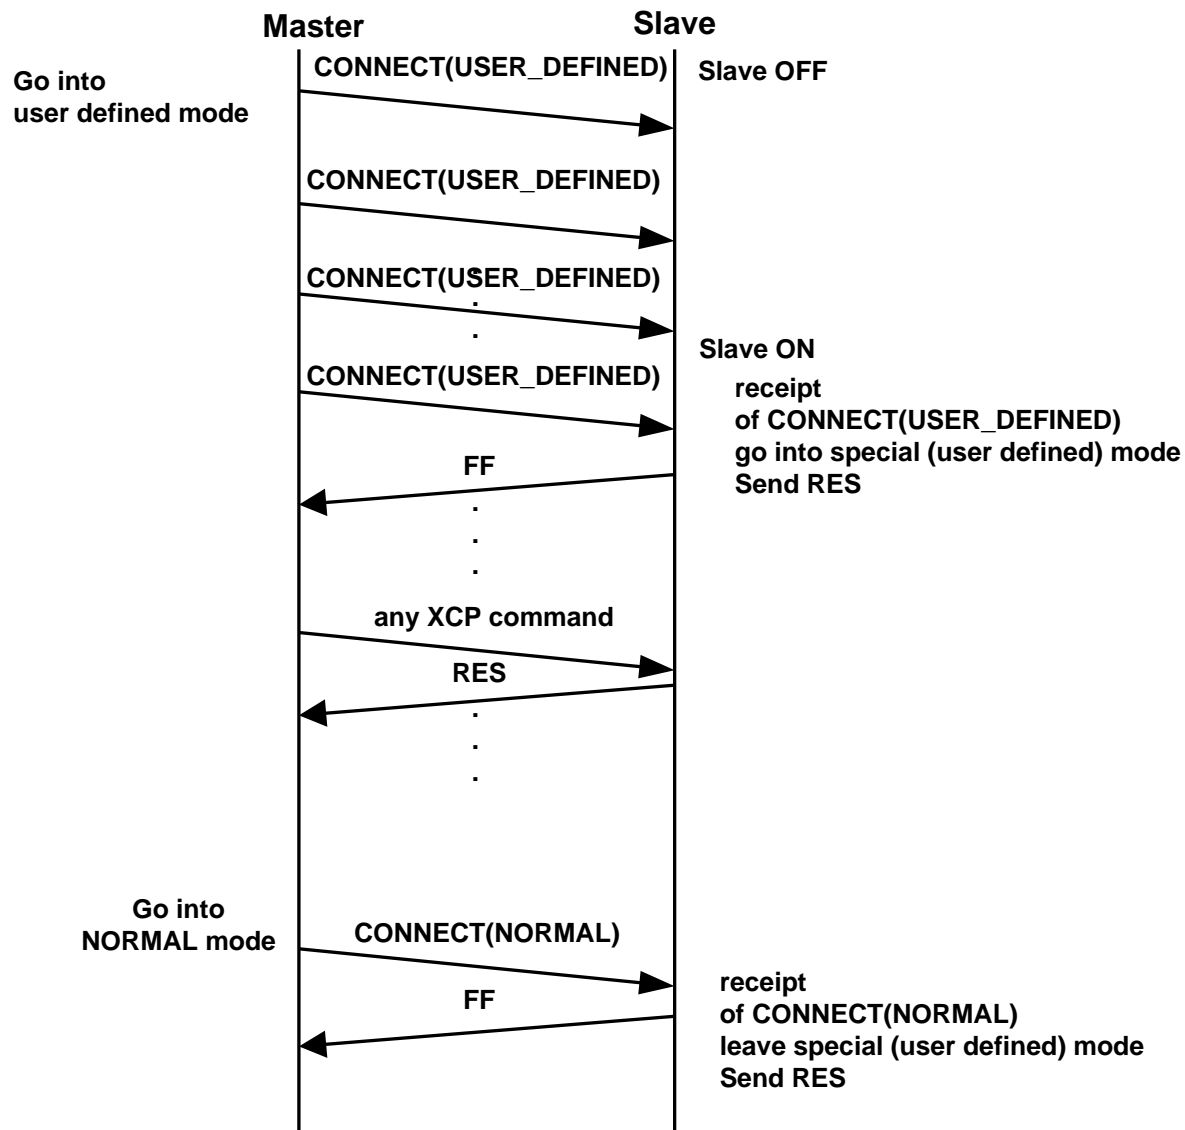 Master
Slave
CONNECT(USER_DEFINED)
Slave OFF
Go into
user defined mode
CONNECT(USER_DEFINED)
CONNECT(USER_DEFINED)
.
.
.
Slave ON
CONNECT(USER_DEFINED)
receipt
of CONNECT(USER_DEFINED)
go into special (user defined) mode
Send RES
FF
.
.
.
any XCP command
RES
.
.
.
Go into
NORMAL mode
CONNECT(NORMAL)
FF
receipt
of CONNECT(NORMAL)
leave special (user defined) mode
Send RES